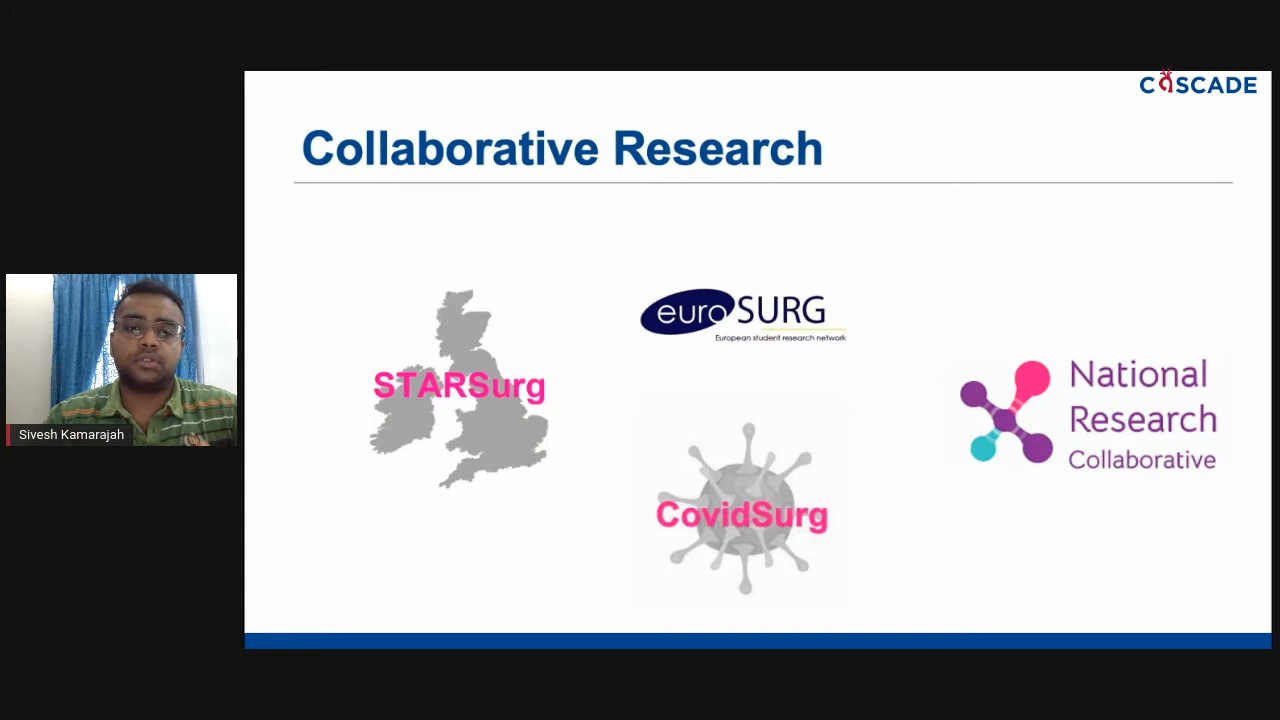 CASCADE
Collaborative Research
euroSURG
European student research network
STARSurg
National
Research
Collaborative
CovidSurg
Sivesh Kamarajah